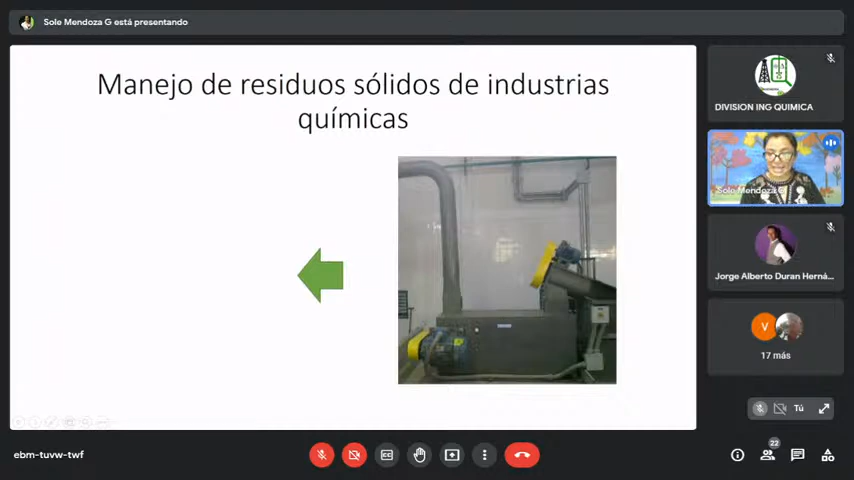 Sole Mendoza G está presentando
Manejo de residuos sólidos de industrias
químicas
DIVISION ING QUIMICA
Sole Mendoza G
Jorge Alberto Duran Herná...
V
17 más
Tú
ebm-tuvw-twf
22